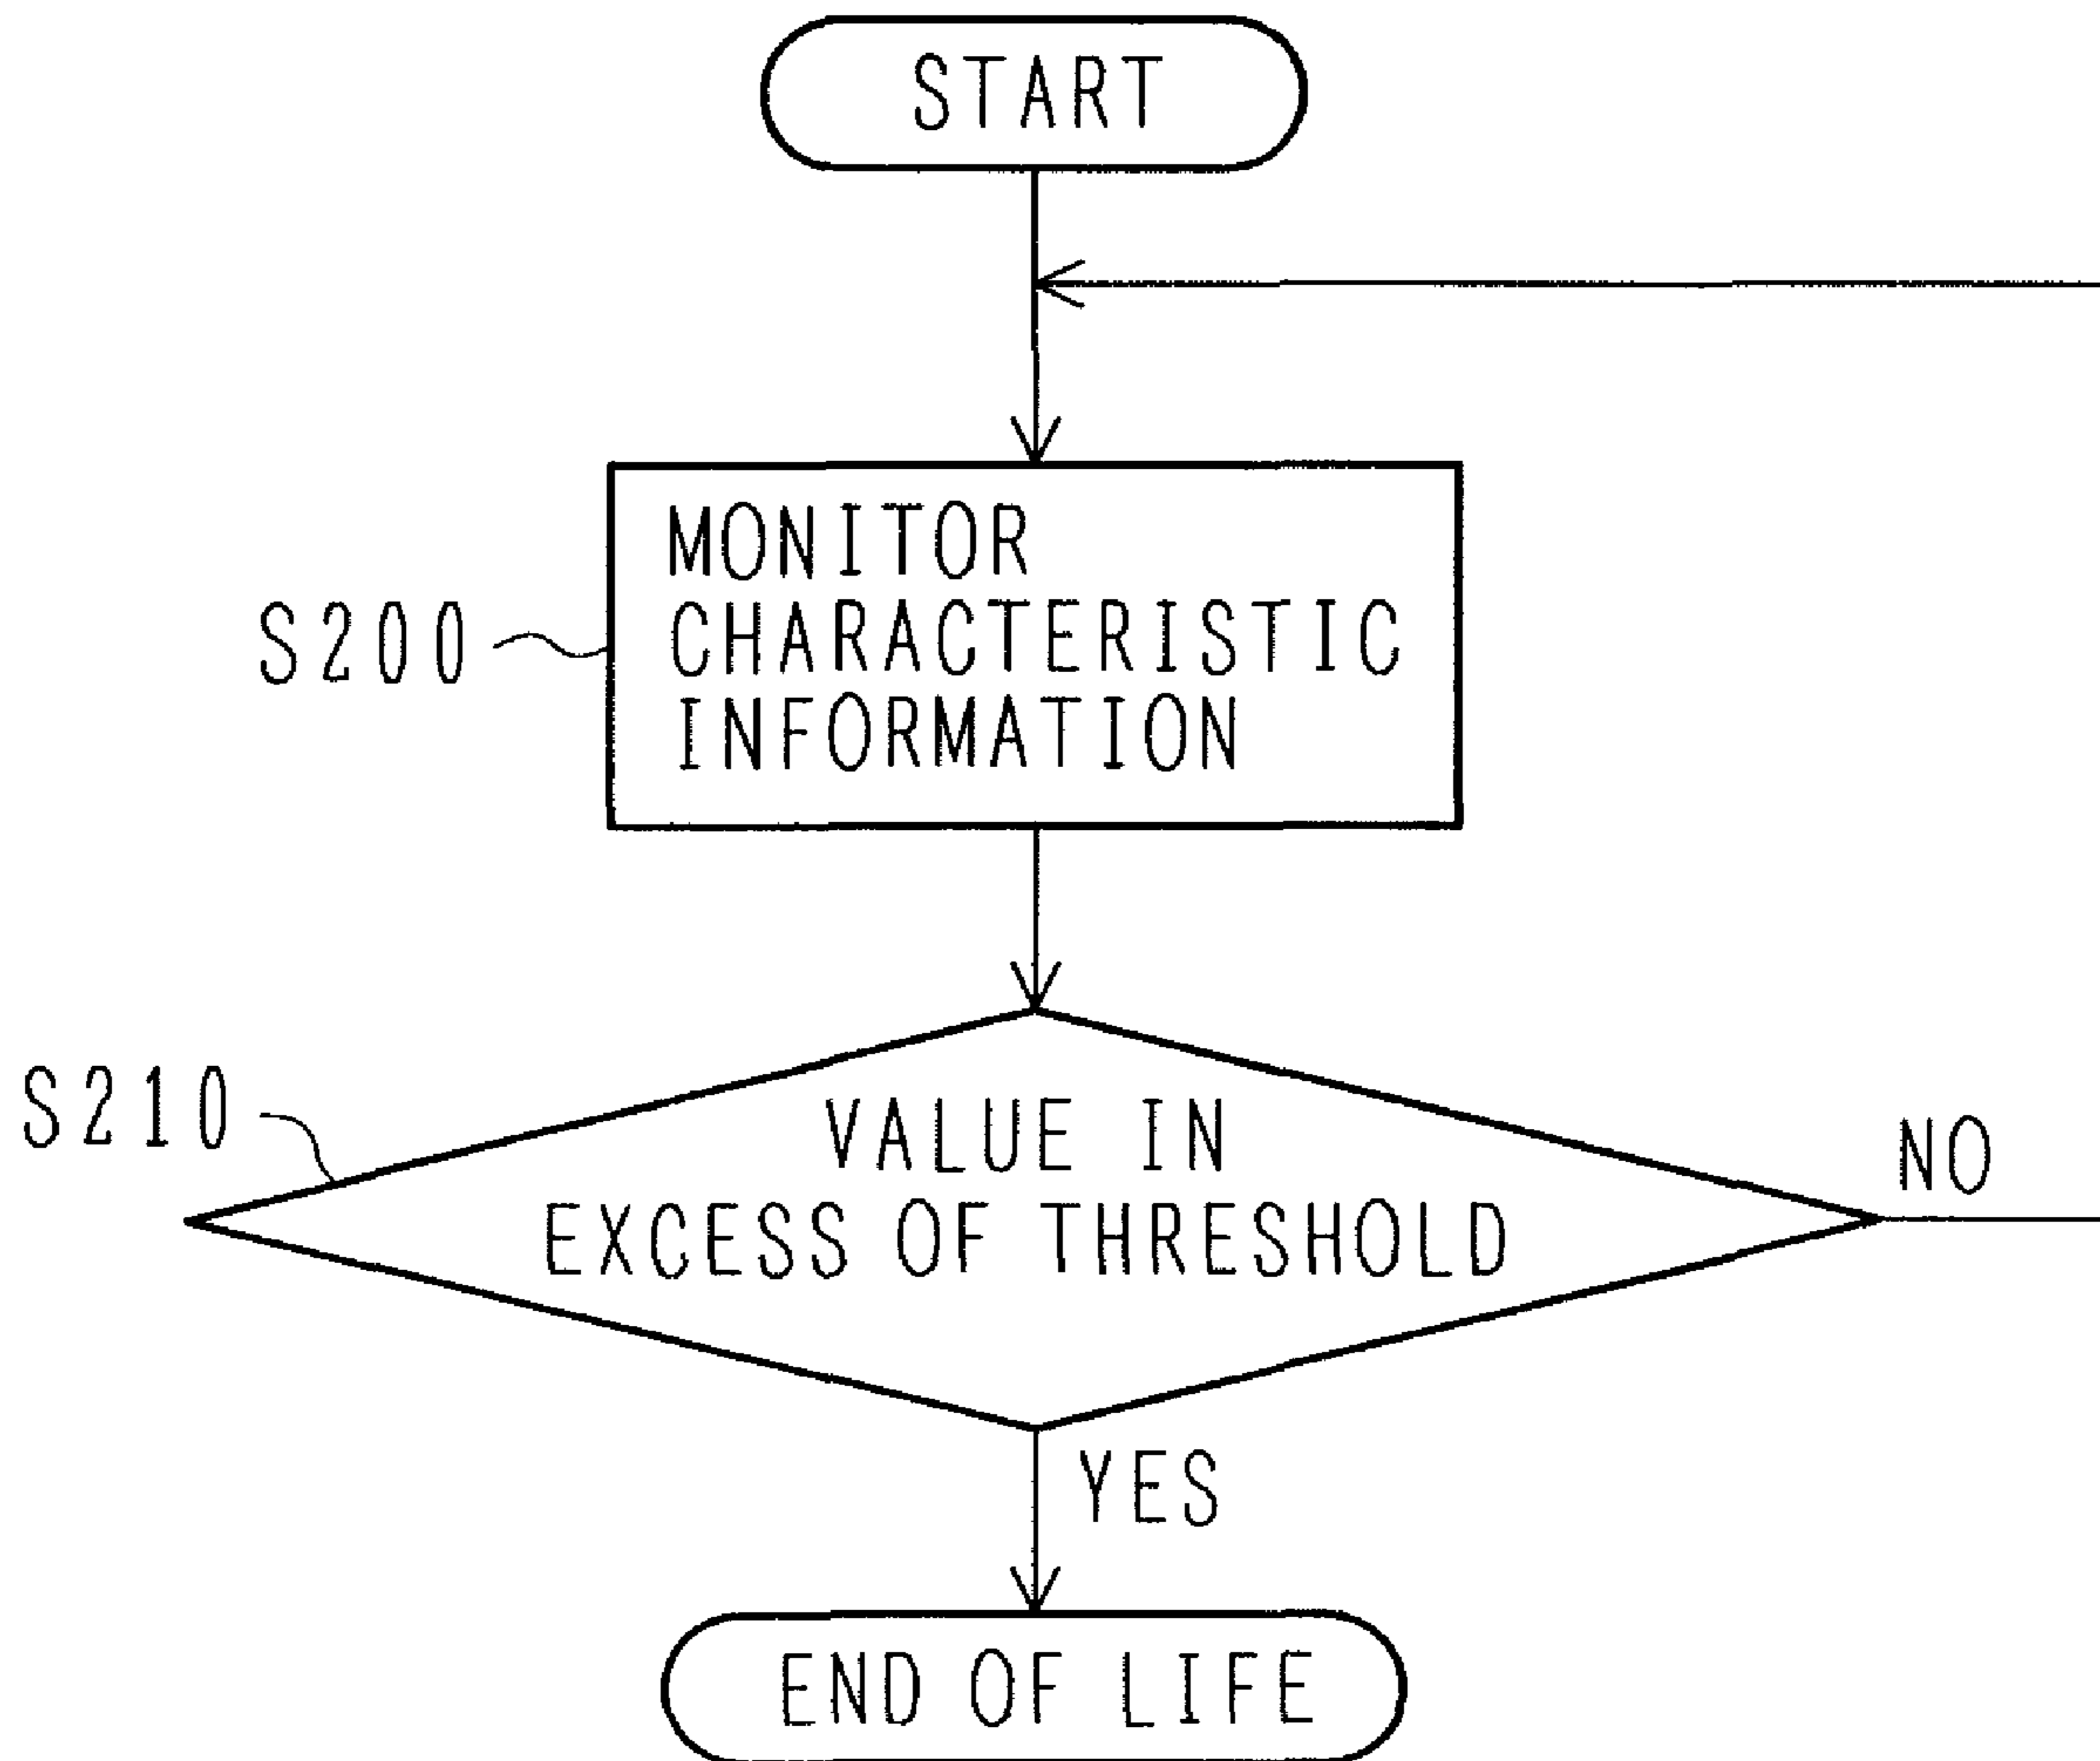 START
MONITOR
CHARACTERISTIC
INFORMATION
S200
S210
VALUE IN
EXCESS OF THRESHOLD
NO
YES
END OF LIFE